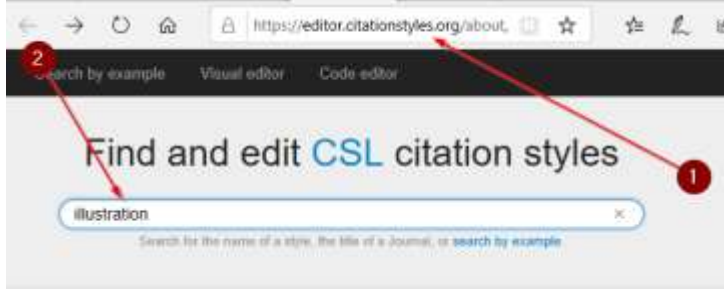 https://editor.citationstyles.org/about,
1
2
Search by example Visual editor Code editor
Find and edit CSL citation styles
illustration ×
Search for the name of a style, the title of a Journal, or search by example